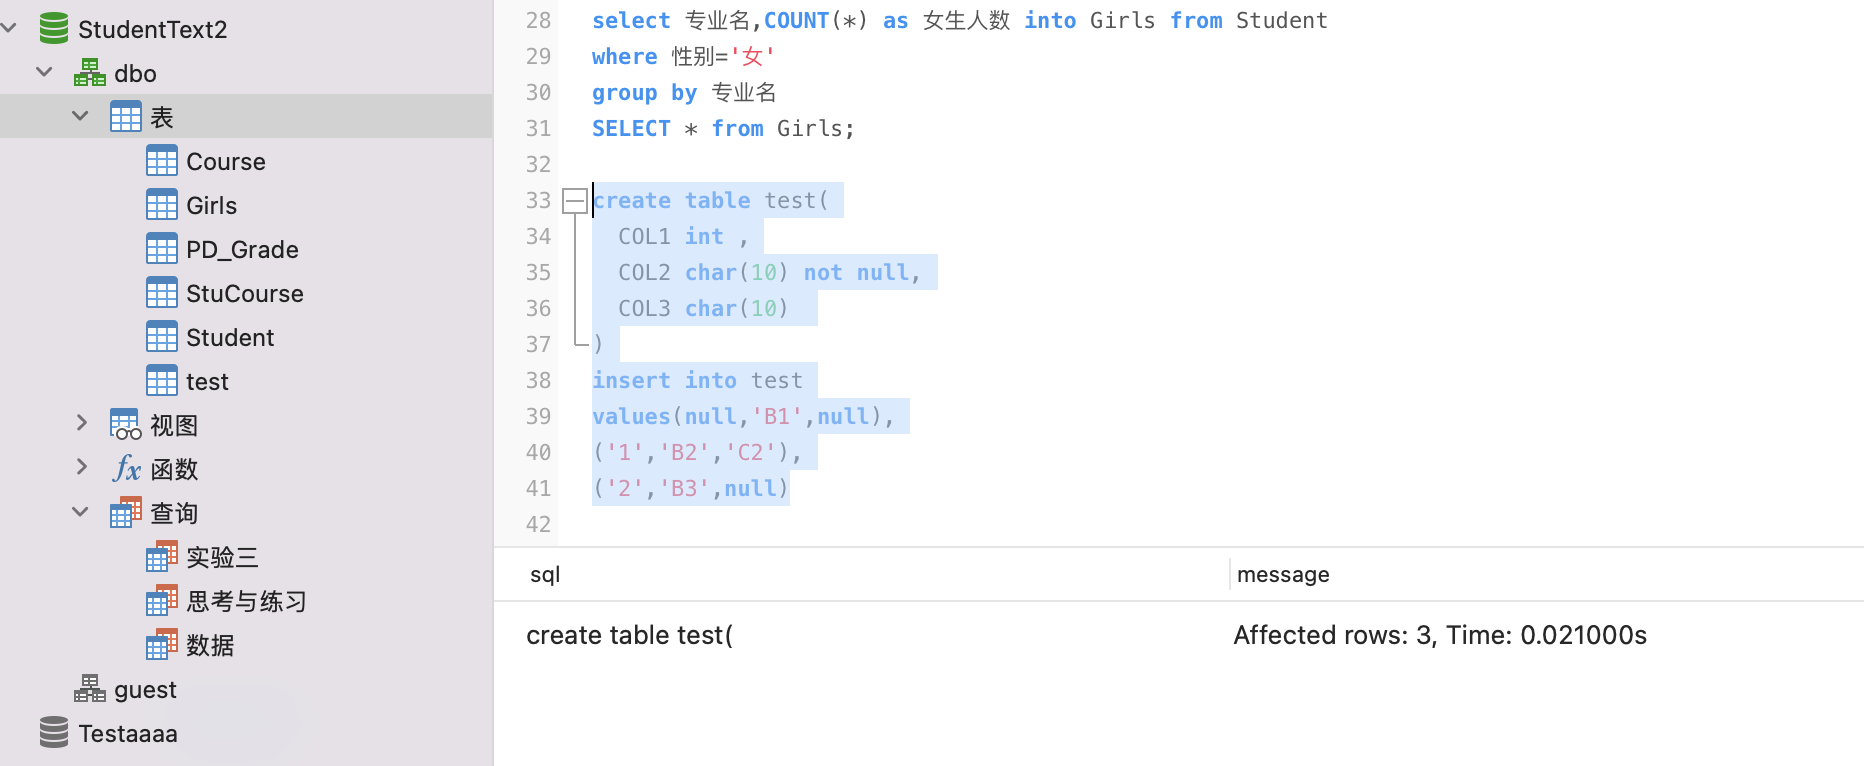 StudentText2
dbo
表
Course
Girls
PD_Grade
StuCourse
Student
test
视图
fx 函数
查询
实验三
思考与练习
数据
guest
Testaaaa
28 select 专业名,COUNT(*) as 女生人数 into Girls from Student
29 where 性别='女'
30 group by 专业名
31 SELECT * from Girls;
32
33 create table test(
34 COL1 int ,
35 COL2 char(10) not null,
36 COL3 char(10)
37 )
38 insert into test
39 values(null,'B1',null),
40 ('1','B2','C2'),
41 ('2','B3',null)
42
sql message
create table test( Affected rows: 3, Time: 0.021000s